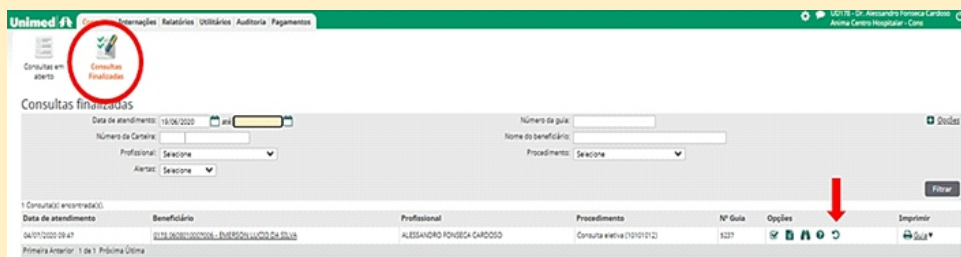 Unimed Consultas Internações Relatórios Utilitários Auditoria Pagamentos
UD178 - Dr. Alessandro Fonseca Cardoso
Anima Centro Hospitalar - Cons
Consultas em aberto
Consultas Finalizadas
Consultas finalizadas
Data de atendimento: 19/06/2020 até Número da guia: Opções
Número da Carteira: Nome do beneficiário:
Profissional: Selecione Procedimento: Selecione
Alertas: Selecione
Filtrar
1 Consulta(s) encontrada(s).
Data de atendimento Beneficiário Profissional Procedimento Nº Guia Opções Imprimir
04/07/2020 09:47 EMERSON LUCIO DA SILVA ALESSANDRO FONSECA CARDOSO Consulta eletiva (10101012) 5237 Guia
Primeira Anterior 1 de 1 Próxima Última